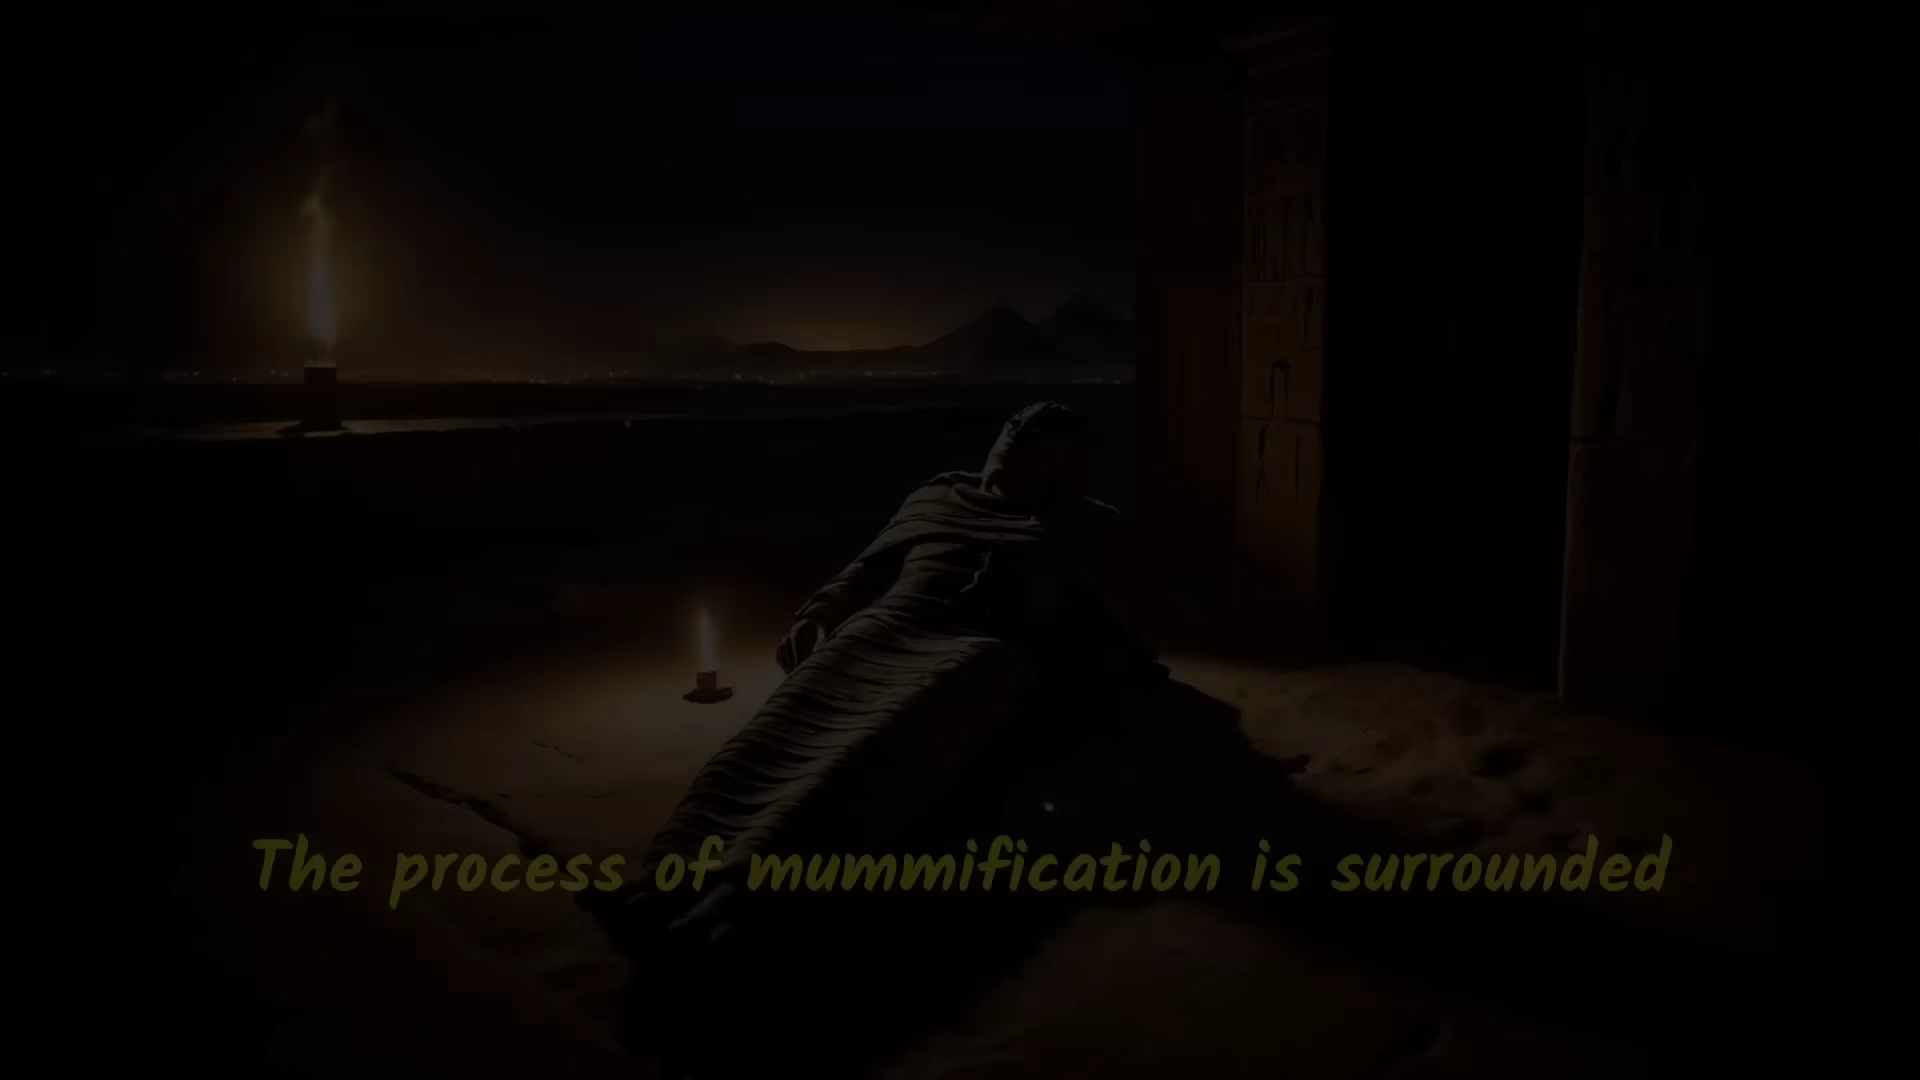 The process of mummification is surrounded